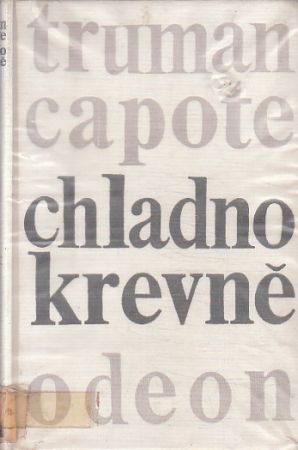 truman
capote
chladno
krevně
odeon